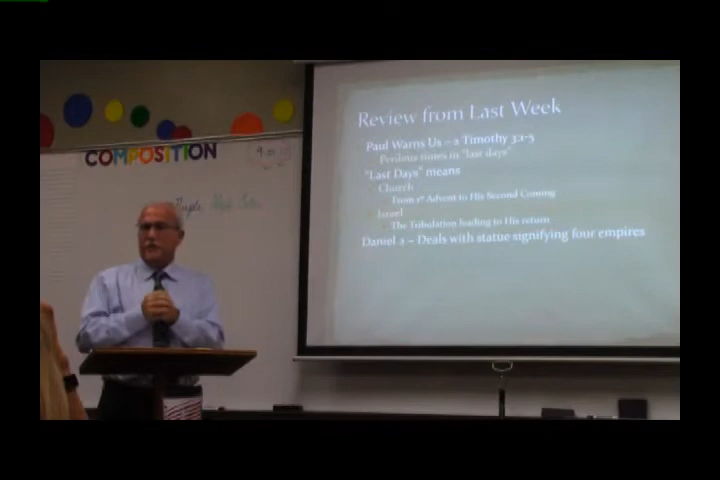 Review from Last Week
Paul Warns Us – 2 Timothy 3:1-5
Perilous times in "last days"
"Last Days" means
Church
From 1st Advent to His Second Coming
Israel
The Tribulation leading to His return
Daniel 2 – Deals with statue signifying four empires
COMPOSITION